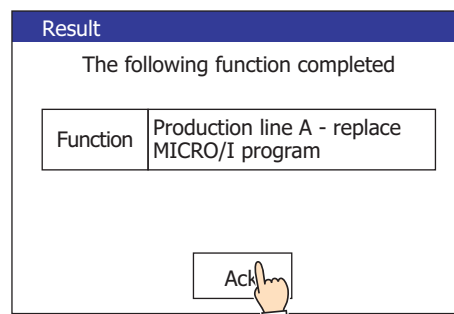 Result
The following function completed
Function
Production line A - replace
MICRO/I program
Ack